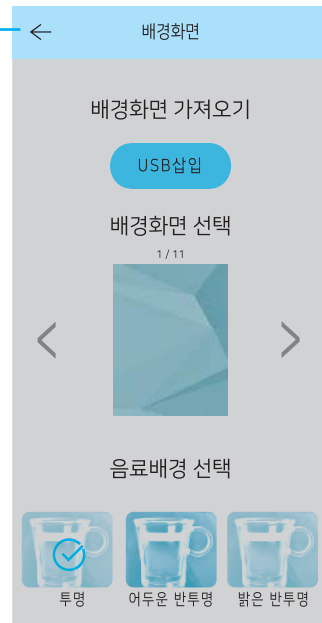 배경화면
배경화면 가져오기
USB삽입
배경화면 선택
1 / 11
음료배경 선택
투명
어두운 반투명
밝은 반투명